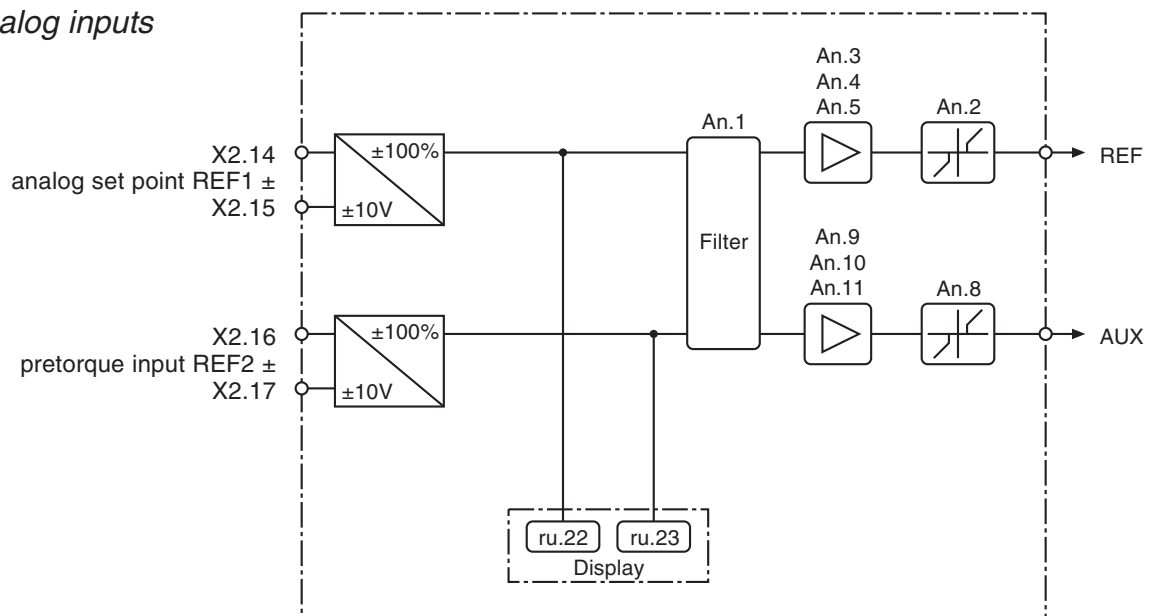 alog inputs
X2.14
analog set point REF1 ±
X2.15
±100%
±10V
X2.16
pretorque input REF2 ±
X2.17
±100%
±10V
An.1
Filter
An.3
An.4
An.5
An.2
REF
An.9
An.10
An.11
An.8
AUX
ru.22
ru.23
Display